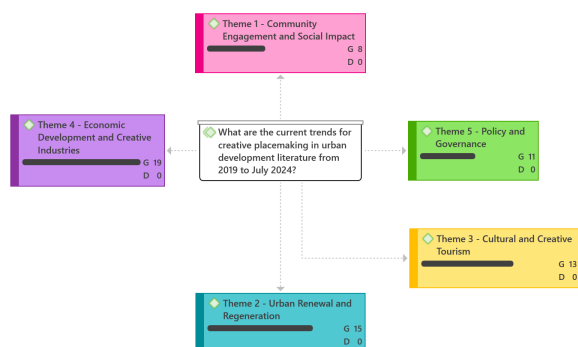 Theme 1 - Community
Engagement and Social Impact
G 8
D 0
Theme 4 - Economic
Development and Creative
Industries
G 19
D 0
What are the current trends for
creative placemaking in urban
development literature from
2019 to July 2024?
Theme 5 - Policy and
Governance
G 11
D 0
Theme 3 - Cultural and Creative
Tourism
G 13
D 0
Theme 2 - Urban Renewal and
Regeneration
G 15
D 0